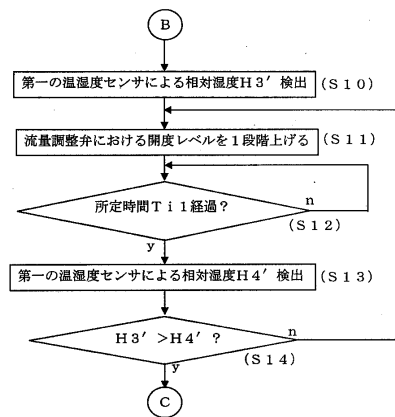 B
第一の温湿度センサによる相対湿度H3′検出 (S10)
流量調整弁における開度レベルを1段階上げる (S11)
所定時間Ti1経過? n
(S12)
y
第一の温湿度センサによる相対湿度H4′検出 (S13)
H3′>H4′? n
(S14)
y
C